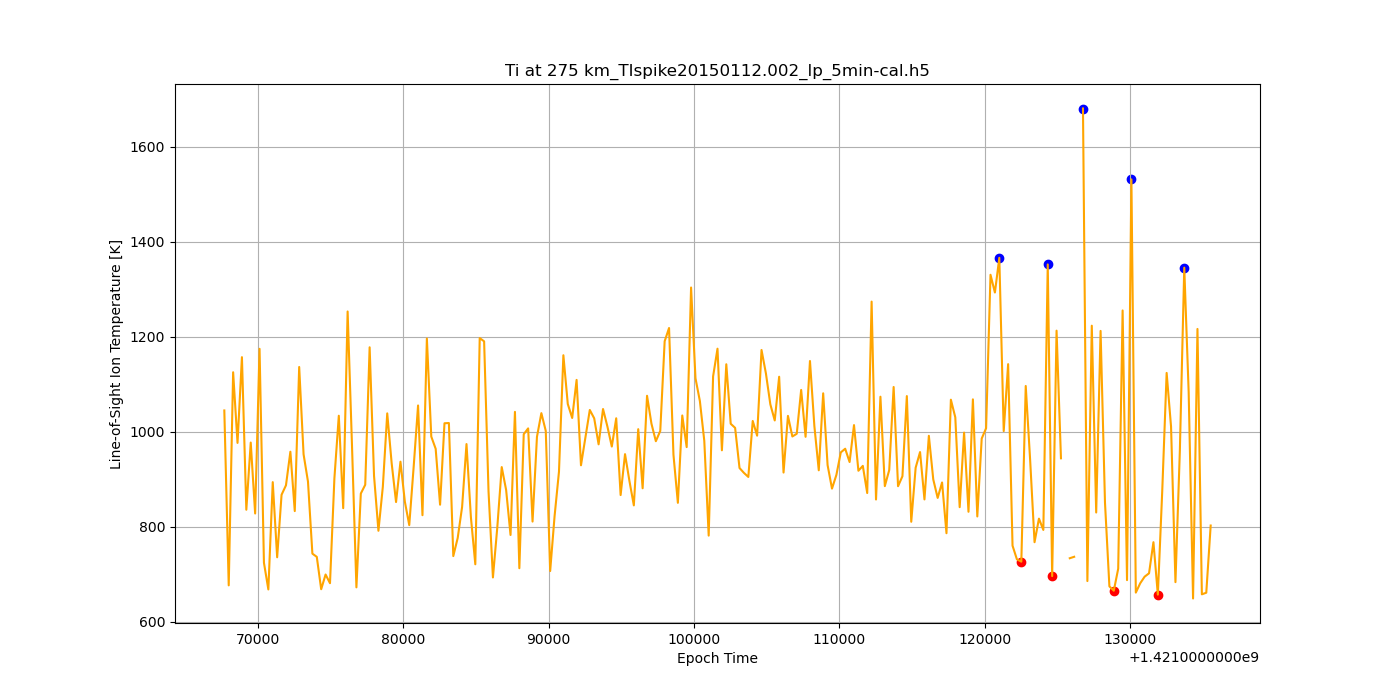 Ti at 275 km_TIspike20150112.002_lp_5min-cal.h5
Line-of-Sight Ion Temperature [K]
1600
1400
1200
1000
800
600
70000 80000 90000 100000 110000 120000 130000
Epoch Time
+1.4210000000e9